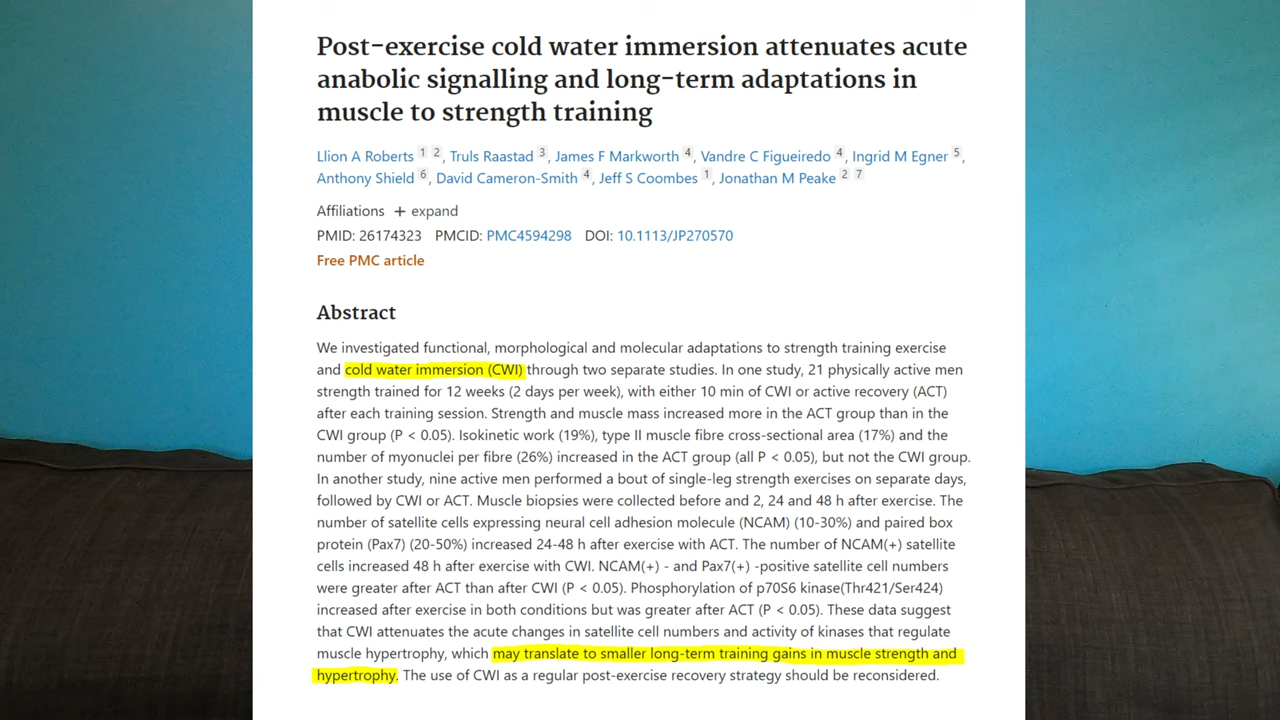 Post-exercise cold water immersion attenuates acute
anabolic signalling and long-term adaptations in
muscle to strength training
Llion A Roberts 1 2, Truls Raastad 3, James F Markworth 4, Vandre C Figueiredo 4, Ingrid M Egner 5,
Anthony Shield 6, David Cameron-Smith 4, Jeff S Coombes 1, Jonathan M Peake 2 7
Affiliations + expand
PMID: 26174323 PMCID: PMC4594298 DOI: 10.1113/JP270570
Free PMC article
Abstract
We investigated functional, morphological and molecular adaptations to strength training exercise
and cold water immersion (CWI) through two separate studies. In one study, 21 physically active men
strength trained for 12 weeks (2 days per week), with either 10 min of CWI or active recovery (ACT)
after each training session. Strength and muscle mass increased more in the ACT group than in the
CWI group (P < 0.05). Isokinetic work (19%), type II muscle fibre cross-sectional area (17%) and the
number of myonuclei per fibre (26%) increased in the ACT group (all P < 0.05), but not the CWI group.
In another study, nine active men performed a bout of single-leg strength exercises on separate days,
followed by CWI or ACT. Muscle biopsies were collected before and 2, 24 and 48 h after exercise. The
number of satellite cells expressing neural cell adhesion molecule (NCAM) (10-30%) and paired box
protein (Pax7) (20-50%) increased 24-48 h after exercise with ACT. The number of NCAM(+) satellite
cells increased 48 h after exercise with CWI. NCAM(+) - and Pax7(+) -positive satellite cell numbers
were greater after ACT than after CWI (P < 0.05). Phosphorylation of p70S6 kinase(Thr421/Ser424)
increased after exercise in both conditions but was greater after ACT (P < 0.05). These data suggest
that CWI attenuates the acute changes in satellite cell numbers and activity of kinases that regulate
muscle hypertrophy, which may translate to smaller long-term training gains in muscle strength and
hypertrophy. The use of CWI as a regular post-exercise recovery strategy should be reconsidered.